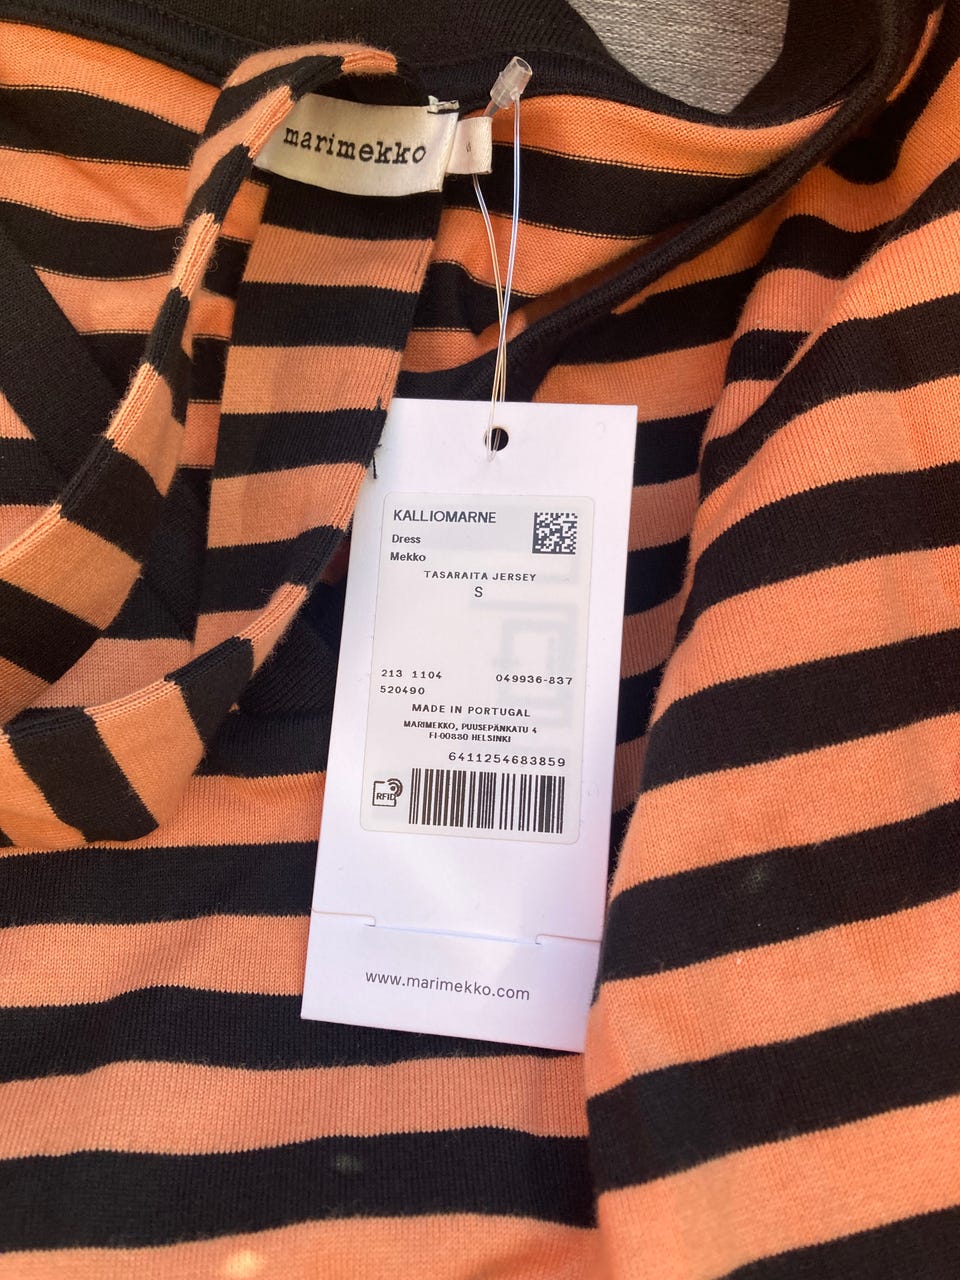 marimekko
KALLIOMARNE
Dress
Mekko
TASARAITA JERSEY
S
213 1104 049936-837
520490
MADE IN PORTUGAL
MARIMEKKO, PUUSEPÄNKATU 4
FI-00880 HELSINKI
6411254683859
RFID
www.marimekko.com